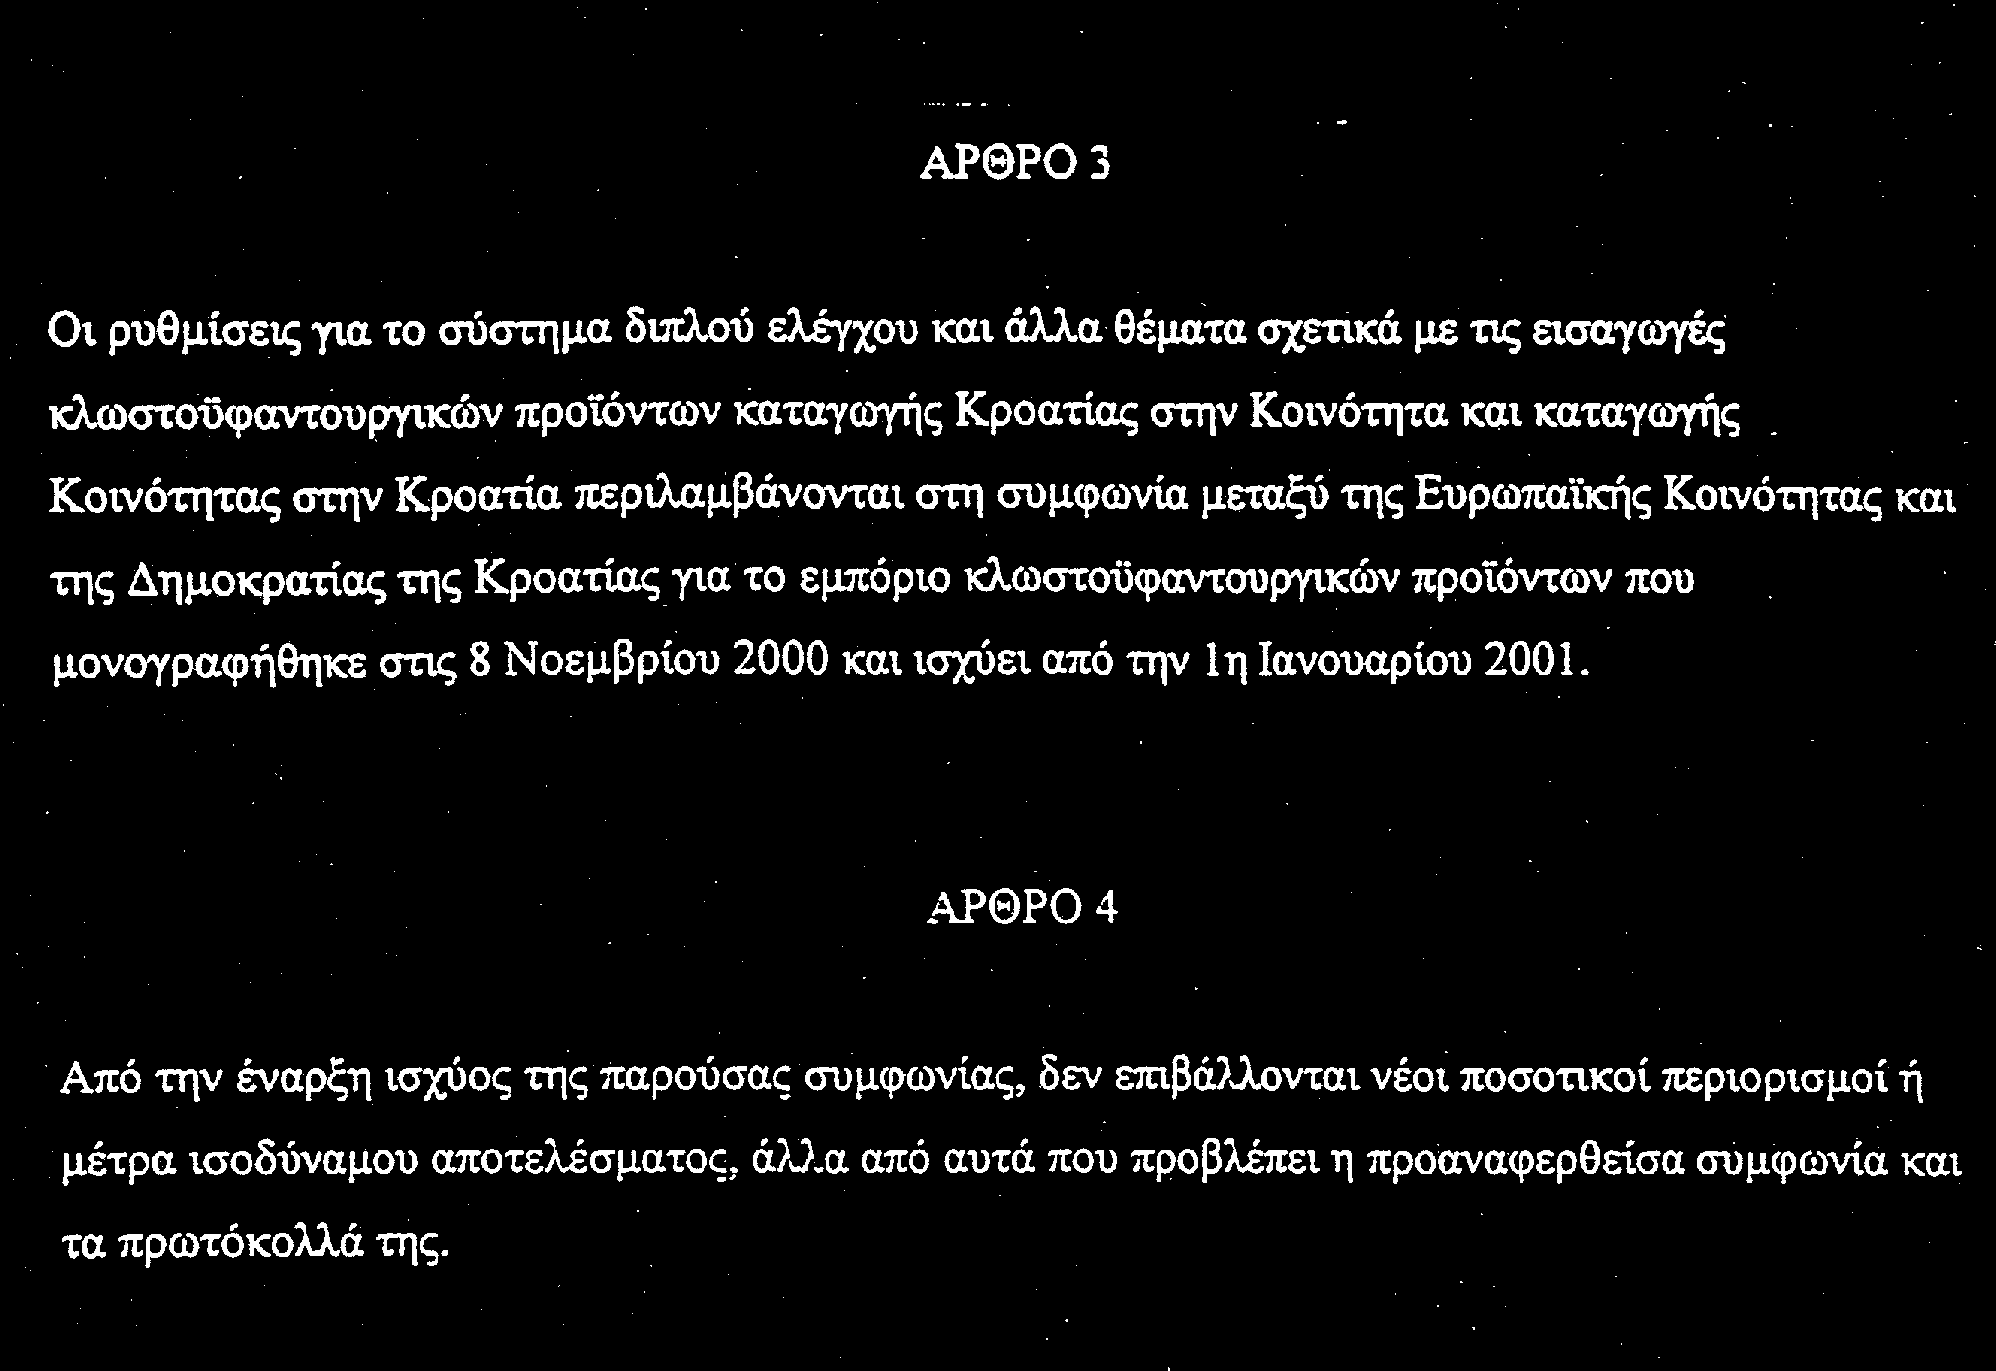 ΑΡΘΡΟ 3
Οι ρυθμίσεις για το σύστημα διπλού ελέγχου και άλλα θέματα σχετικά με τις εισαγωγές
κλωστοϋφαντουργικών προϊόντων καταγωγής Κροατίας στην Κοινότητα και καταγωγής
Κοινότητας στην Κροατία περιλαμβάνονται στη συμφωνία μεταξύ της Ευρωπαϊκής Κοινότητας και
της Δημοκρατίας της Κροατίας για το εμπόριο κλωστοϋφαντουργικών προϊόντων που
μονογραφήθηκε στις 8 Νοεμβρίου 2000 και ισχύει από την 1η Ιανουαρίου 2001.
ΑΡΘΡΟ 4
Από την έναρξη ισχύος της παρούσας συμφωνίας, δεν επιβάλλονται νέοι ποσοτικοί περιορισμοί ή
μέτρα ισοδύναμου αποτελέσματος, άλλα από αυτά που προβλέπει η προαναφερθείσα συμφωνία και
τα πρωτόκολλά της.